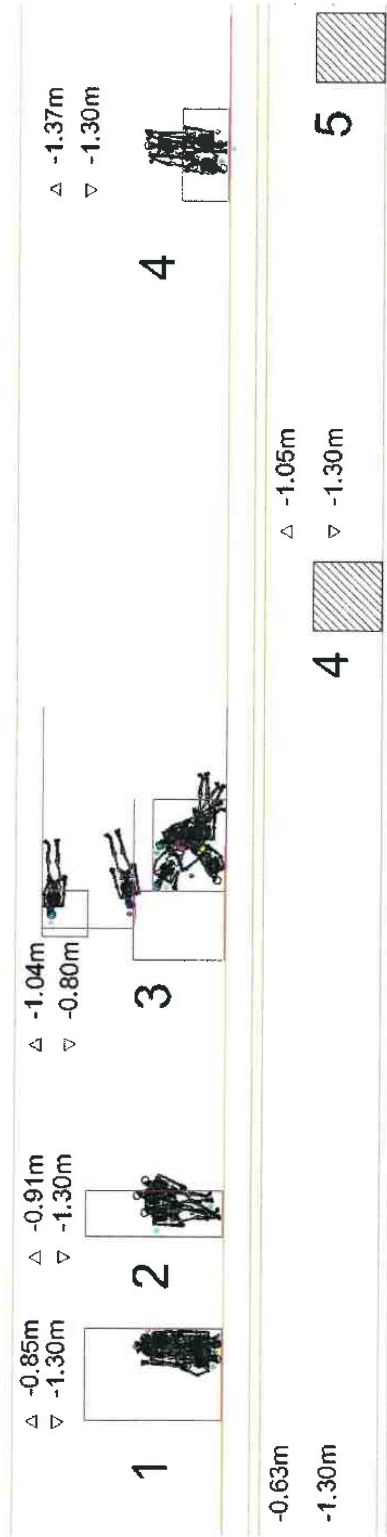 △ -0.85m
▽ -1.30m
1
△ -0.91m
▽ -1.30m
2
△ -1.04m
▽ -0.80m
3
△ -1.37m
▽ -1.30m
4
-0.63m
-1.30m
4
△ -1.05m
▽ -1.30m
5